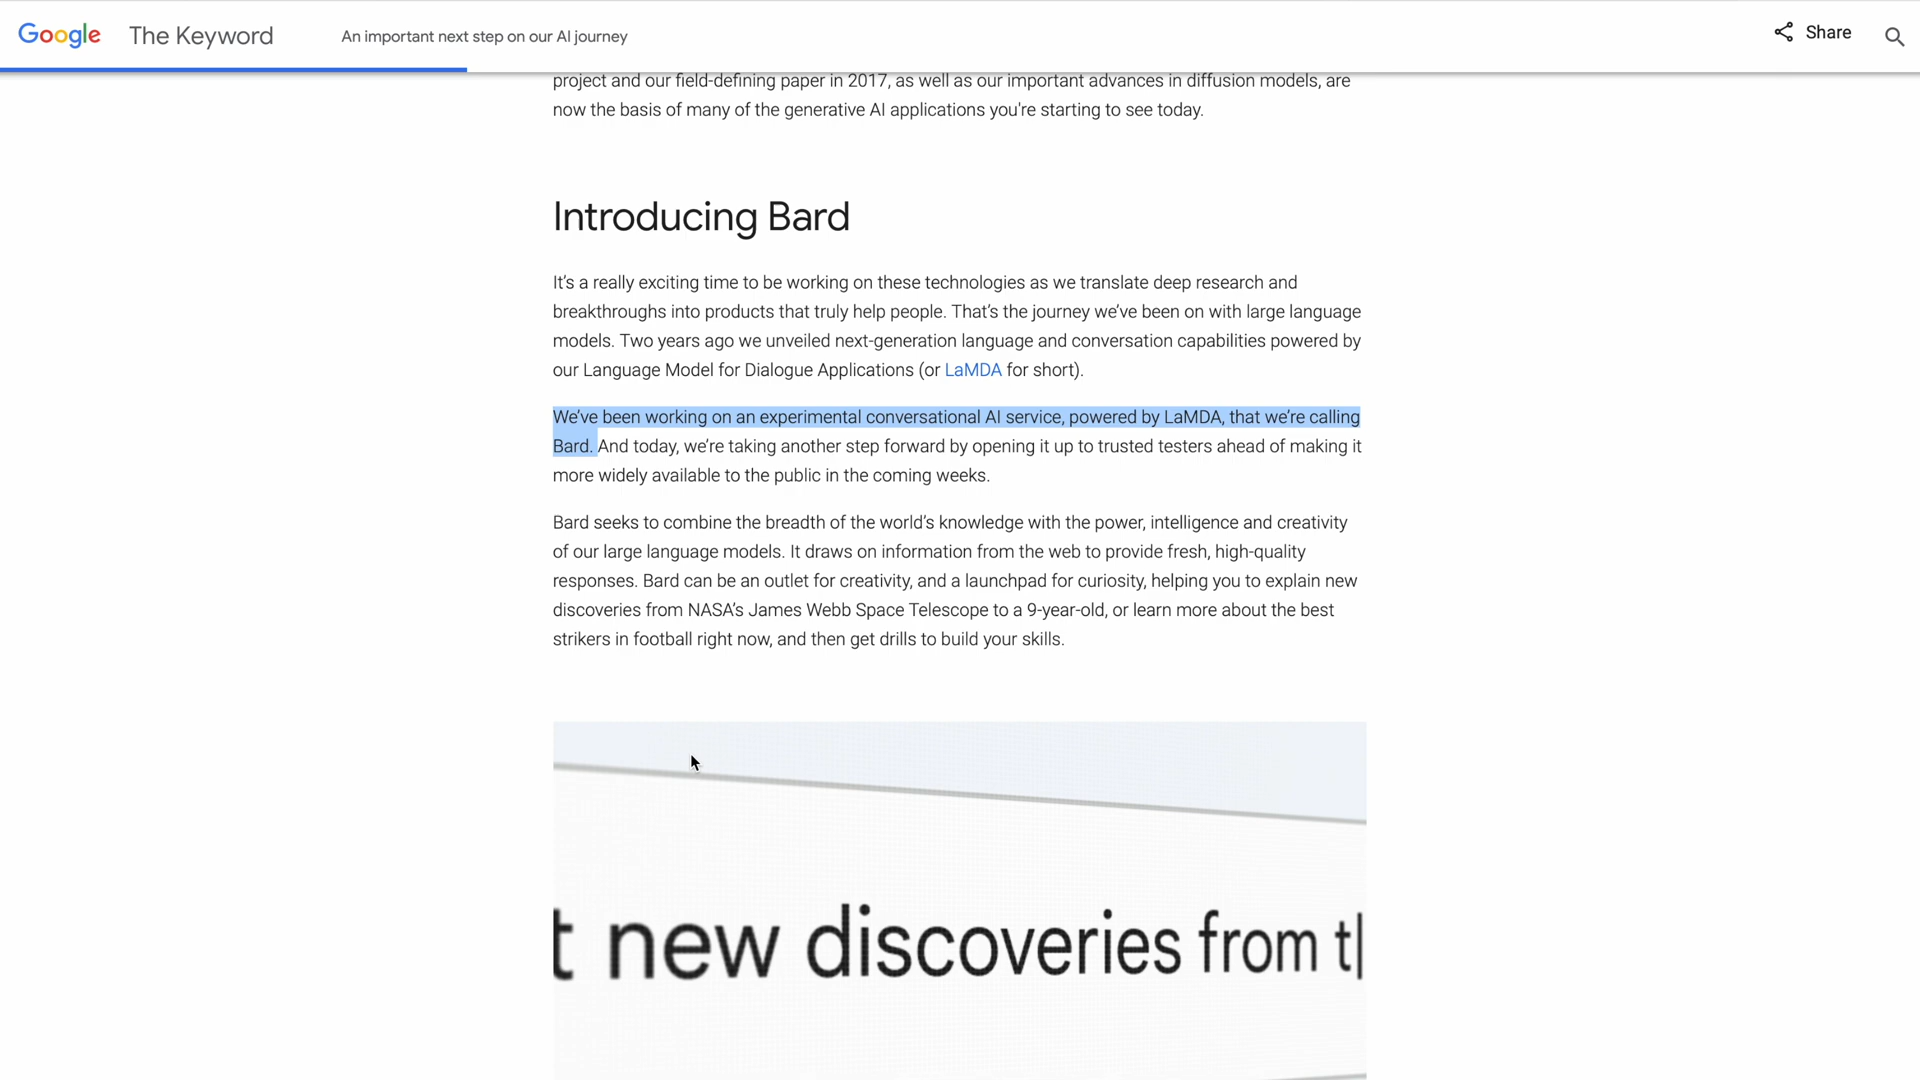 Google The Keyword An important next step on our AI journey Share
project and our field-defining paper in 2017, as well as our important advances in diffusion models, are
now the basis of many of the generative AI applications you're starting to see today.
Introducing Bard
It's a really exciting time to be working on these technologies as we translate deep research and
breakthroughs into products that truly help people. That's the journey we've been on with large language
models. Two years ago we unveiled next-generation language and conversation capabilities powered by
our Language Model for Dialogue Applications (or LaMDA for short).
We've been working on an experimental conversational AI service, powered by LaMDA, that we're calling
Bard. And today, we're taking another step forward by opening it up to trusted testers ahead of making it
more widely available to the public in the coming weeks.
Bard seeks to combine the breadth of the world's knowledge with the power, intelligence and creativity
of our large language models. It draws on information from the web to provide fresh, high-quality
responses. Bard can be an outlet for creativity, and a launchpad for curiosity, helping you to explain new
discoveries from NASA's James Webb Space Telescope to a 9-year-old, or learn more about the best
strikers in football right now, and then get drills to build your skills.
t new discoveries from t